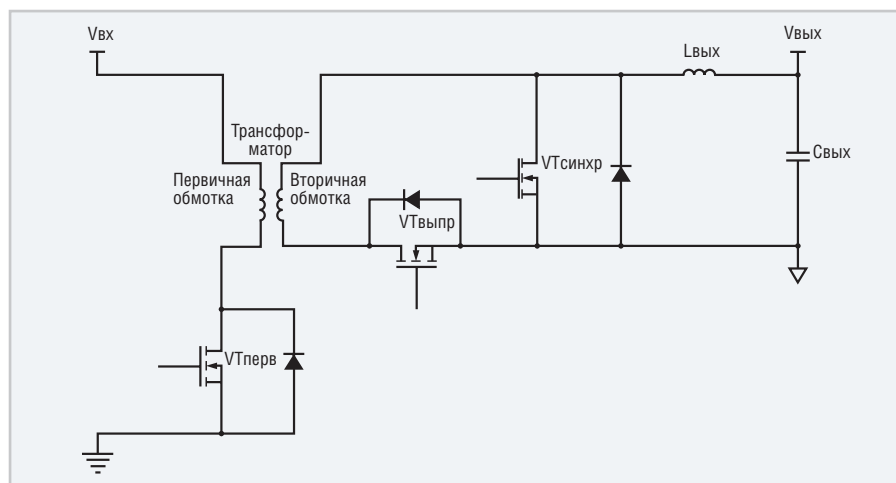 Vвх
Vвых
Lвых
Трансфор-
матор
Первичная
обмотка
Вторичная
обмотка
VTсинхр
Cвых
VTвыпр
VTперв